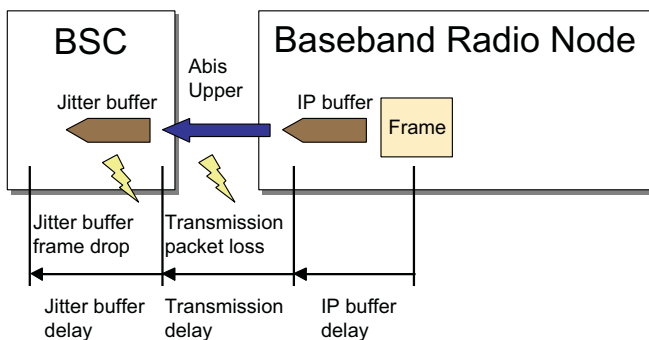 BSC
Baseband Radio Node
Abis
Upper
Jitter buffer
IP buffer
Frame
Jitter buffer
frame drop
Transmission
packet loss
Jitter buffer
delay
Transmission
delay
IP buffer
delay